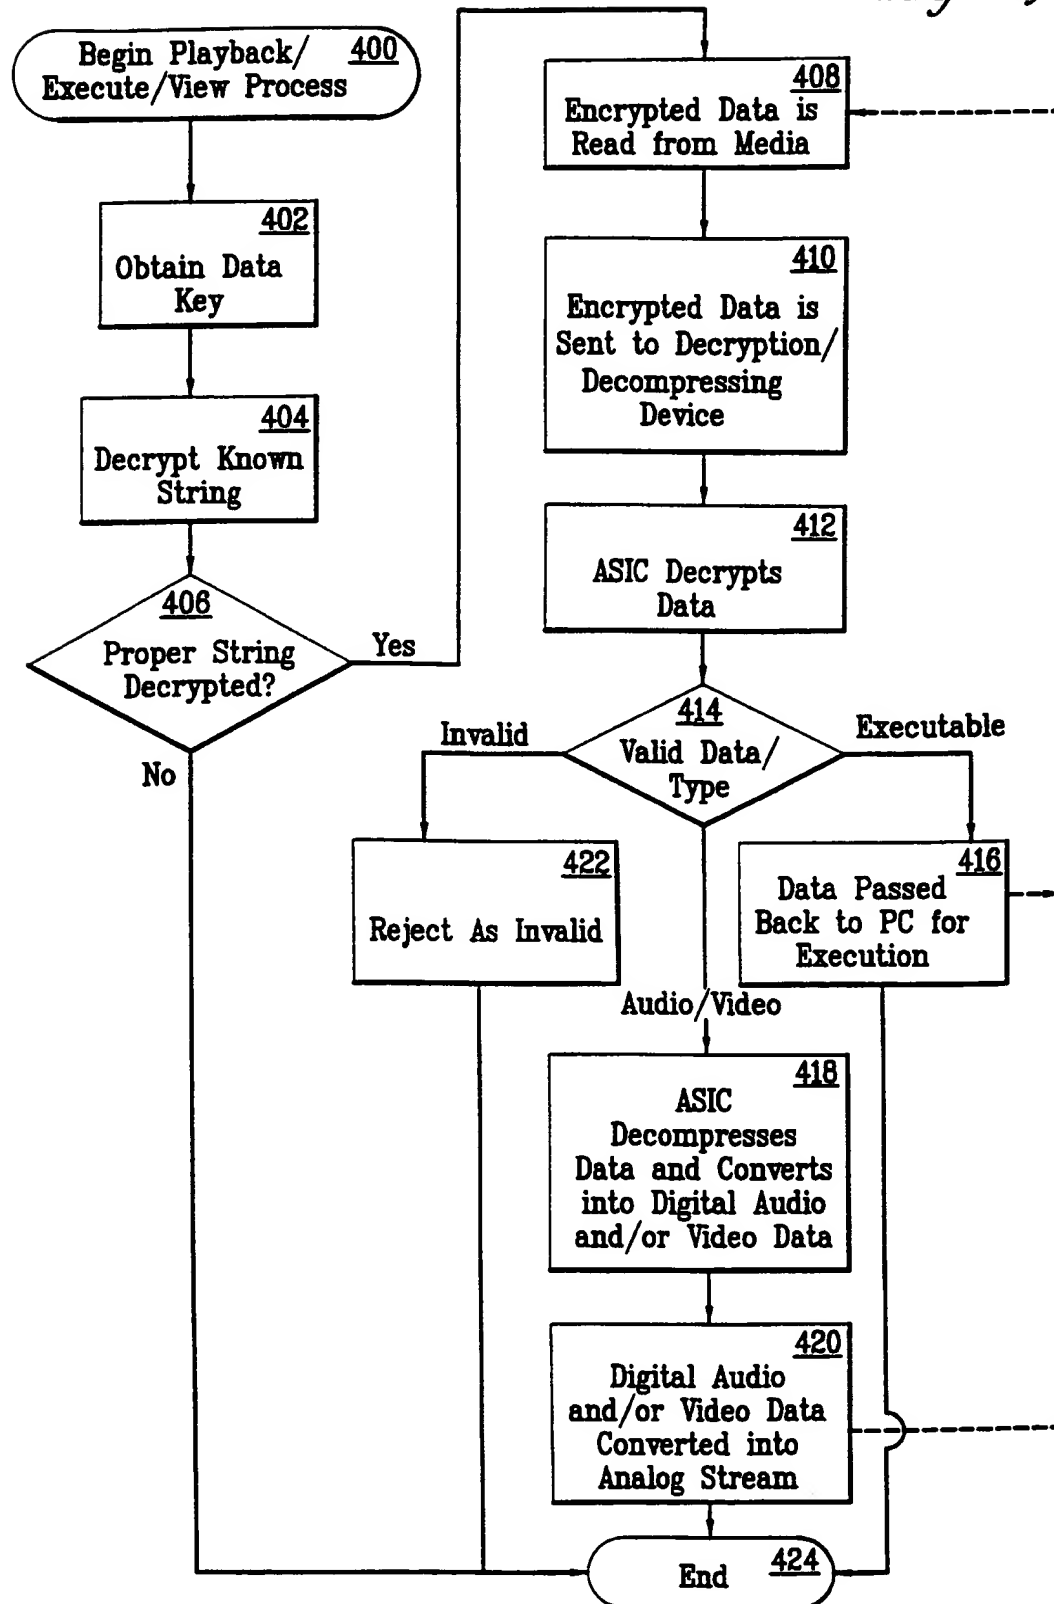 Begin Playback/ 400
Execute/View Process
402
Obtain Data
Key
404
Decrypt Known
String
406
Proper String
Decrypted?
Yes
No
408
Encrypted Data is
Read from Media
410
Encrypted Data is
Sent to Decryption/
Decompressing
Device
412
ASIC Decrypts
Data
414
Valid Data/
Type
Invalid
Executable
422
Reject As Invalid
416
Data Passed
Back to PC for
Execution
Audio/Video
418
ASIC
Decompresses
Data and Converts
into Digital Audio
and/or Video Data
420
Digital Audio
and/or Video Data
Converted into
Analog Stream
End 424